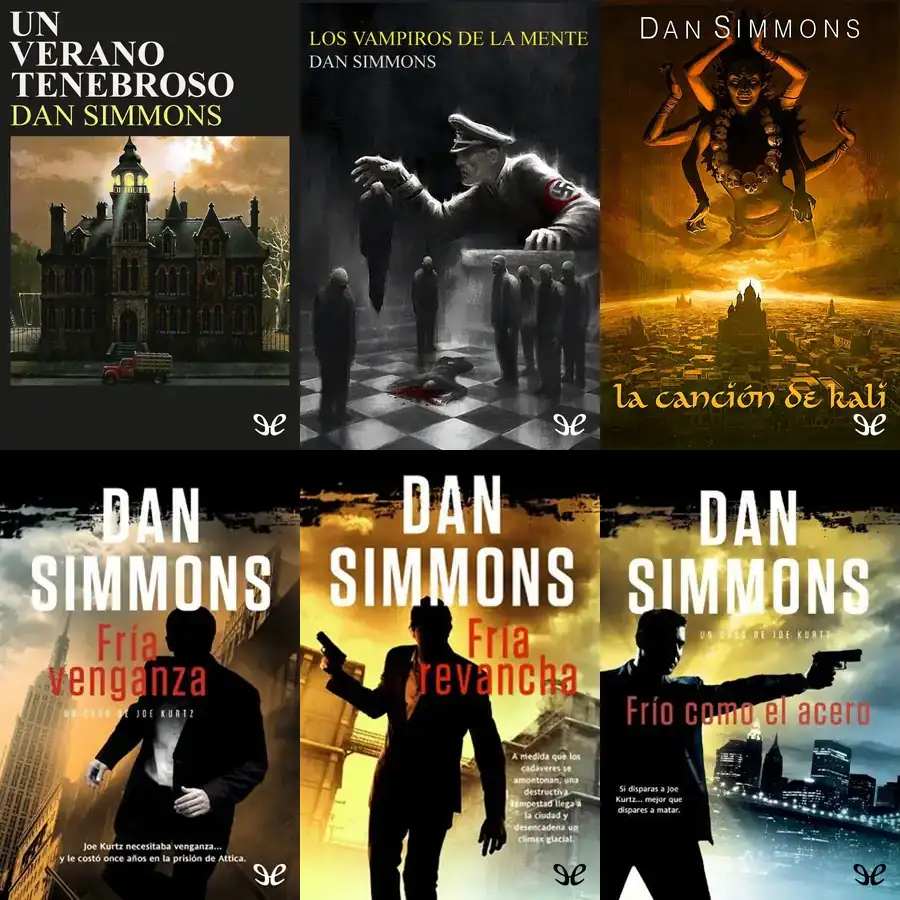 UN
VERANO
TENEBROSO
DAN SIMMONS
LOS VAMPIROS DE LA MENTE
DAN SIMMONS
DAN SIMMONS
la canción de kali
DAN
SIMMONS
Fría
venganza
UN CASO DE JOE KURTZ
Joe Kurtz necesitaba venganza...
y le costó once años en la prisión de Attica.
DAN
SIMMONS
Fría
revancha
A medida que los
cadáveres se
amontonan, una
destructiva
tempestad llega a
la ciudad y
desencadena un
clímax glacial.
DAN
SIMMONS
UN CASO DE JOE KURTZ
Frío como el acero
Si disparas a Joe
Kurtz... mejor que
dispares a matar.